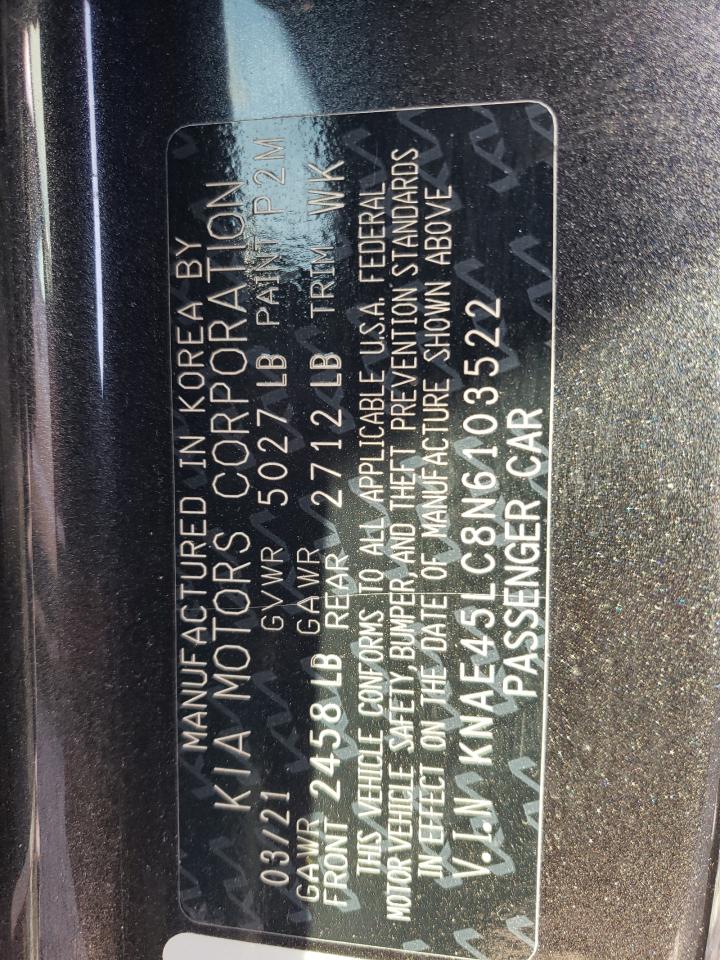 MANUFACTURED IN KOREA BY
KIA MOTORS CORPORATION
03/21 GVWR 5027 LB PAINT P2M
GAWR GAWR
FRONT 2458 LB REAR 2712 LB TRIM WK
THIS VEHICLE CONFORMS TO ALL APPLICABLE U.S.A. FEDERAL
MOTOR VEHICLE SAFETY, BUMPER, AND THEFT PREVENTION STANDARDS
IN EFFECT ON THE DATE OF MANUFACTURE SHOWN ABOVE
V.I.N KNAE45LC8N6103522
PASSENGER CAR